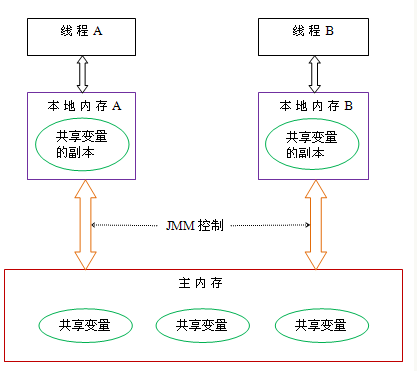 线程 A
线程 B
本地内存 A
本地内存 B
共享变量
的副本
共享变量
的副本
JMM 控制
主内存
共享变量
共享变量
共享变量